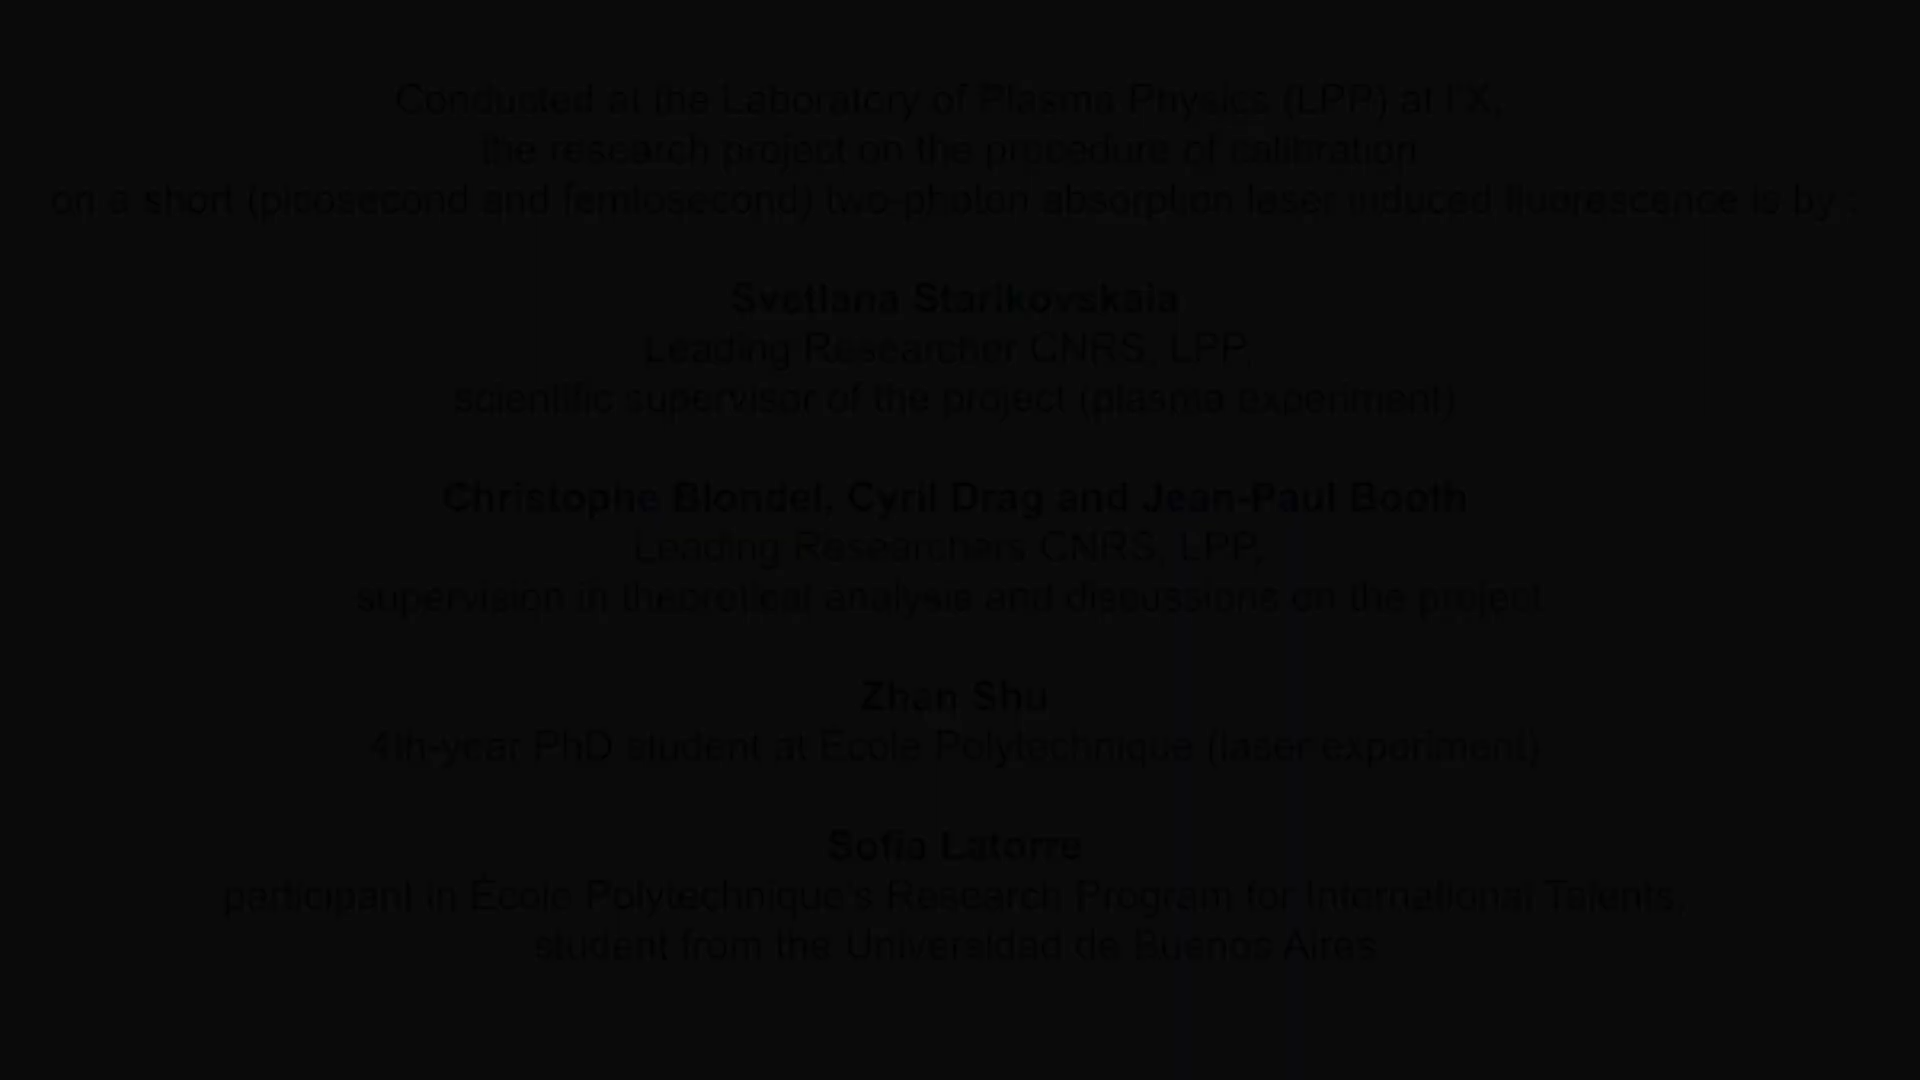 Conducted at the Laboratory of Plasma Physics (LPP) at l'X,
the research project on the procedure of calibration
on a short (picosecond and femtosecond) two-photon absorption laser induced fluorescence is by :
Svetlana Starikovskaia
Leading Researcher CNRS, LPP,
scientific supervisor of the project (plasma experiment)
Christophe Blondel, Cyril Drag and Jean-Paul Booth
Leading Researchers CNRS, LPP,
supervision in theoretical analysis and discussions on the project
Zhan Shu
4th-year PhD student at Ecole Polytechnique (laser experiment)
Sofia Latorre
participant in École Polytechnique's Research Program for International Talents,
student from the Universidad de Buenos Aires